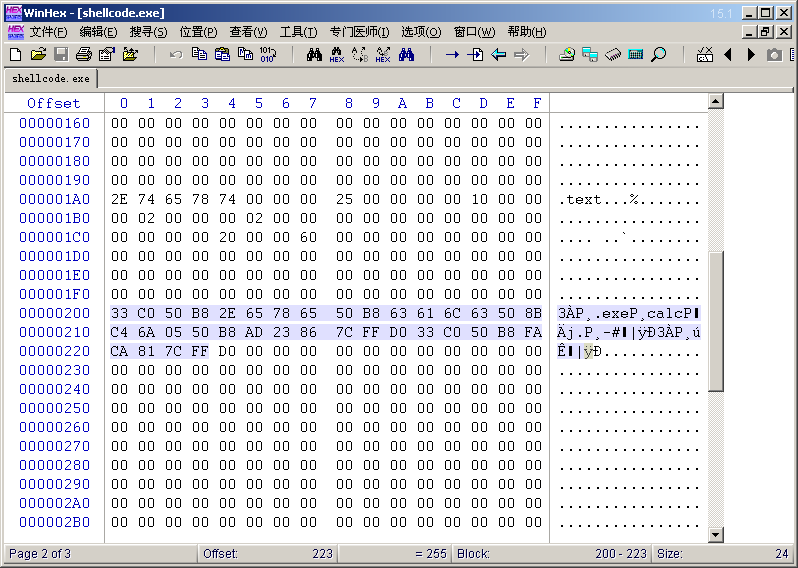 WinHex - [shellcode.exe]
15.1
文件(F) 编辑(E) 搜寻(S) 位置(P) 查看(V) 工具(T) 专门医师(I) 选项(O) 窗口(W) 帮助(H)
shellcode.exe
Offset 0 1 2 3 4 5 6 7 8 9 A B C D E F
00000160 00 00 00 00 00 00 00 00 00 00 00 00 00 00 00 00 ................
00000170 00 00 00 00 00 00 00 00 00 00 00 00 00 00 00 00 ................
00000180 00 00 00 00 00 00 00 00 00 00 00 00 00 00 00 00 ................
00000190 00 00 00 00 00 00 00 00 00 00 00 00 00 00 00 00 ................
000001A0 2E 74 65 78 74 00 00 00 25 00 00 00 00 10 00 00 .text...%.......
000001B0 00 02 00 00 00 02 00 00 00 00 00 00 00 00 00 00 ................
000001C0 00 00 00 00 20 00 00 60 00 00 00 00 00 00 00 00 .... ..`........
000001D0 00 00 00 00 00 00 00 00 00 00 00 00 00 00 00 00 ................
000001E0 00 00 00 00 00 00 00 00 00 00 00 00 00 00 00 00 ................
000001F0 00 00 00 00 00 00 00 00 00 00 00 00 00 00 00 00 ................
00000200 33 C0 50 B8 2E 65 78 65 50 B8 63 61 6C 63 50 8B 3ÀP¸.exeP¸calcP▌
00000210 C4 6A 05 50 B8 AD 23 86 7C FF D0 33 C0 50 B8 FA Äj.P¸-#▌|ÿÐ3ÀP¸ú
00000220 CA 81 7C FF D0 00 00 00 00 00 00 00 00 00 00 00 Ê▌|ÿÐ...........
00000230 00 00 00 00 00 00 00 00 00 00 00 00 00 00 00 00 ................
00000240 00 00 00 00 00 00 00 00 00 00 00 00 00 00 00 00 ................
00000250 00 00 00 00 00 00 00 00 00 00 00 00 00 00 00 00 ................
00000260 00 00 00 00 00 00 00 00 00 00 00 00 00 00 00 00 ................
00000270 00 00 00 00 00 00 00 00 00 00 00 00 00 00 00 00 ................
00000280 00 00 00 00 00 00 00 00 00 00 00 00 00 00 00 00 ................
00000290 00 00 00 00 00 00 00 00 00 00 00 00 00 00 00 00 ................
000002A0 00 00 00 00 00 00 00 00 00 00 00 00 00 00 00 00 ................
000002B0 00 00 00 00 00 00 00 00 00 00 00 00 00 00 00 00 ................
Page 2 of 3 Offset: 223 = 255 Block: 200 - 223 Size: 24